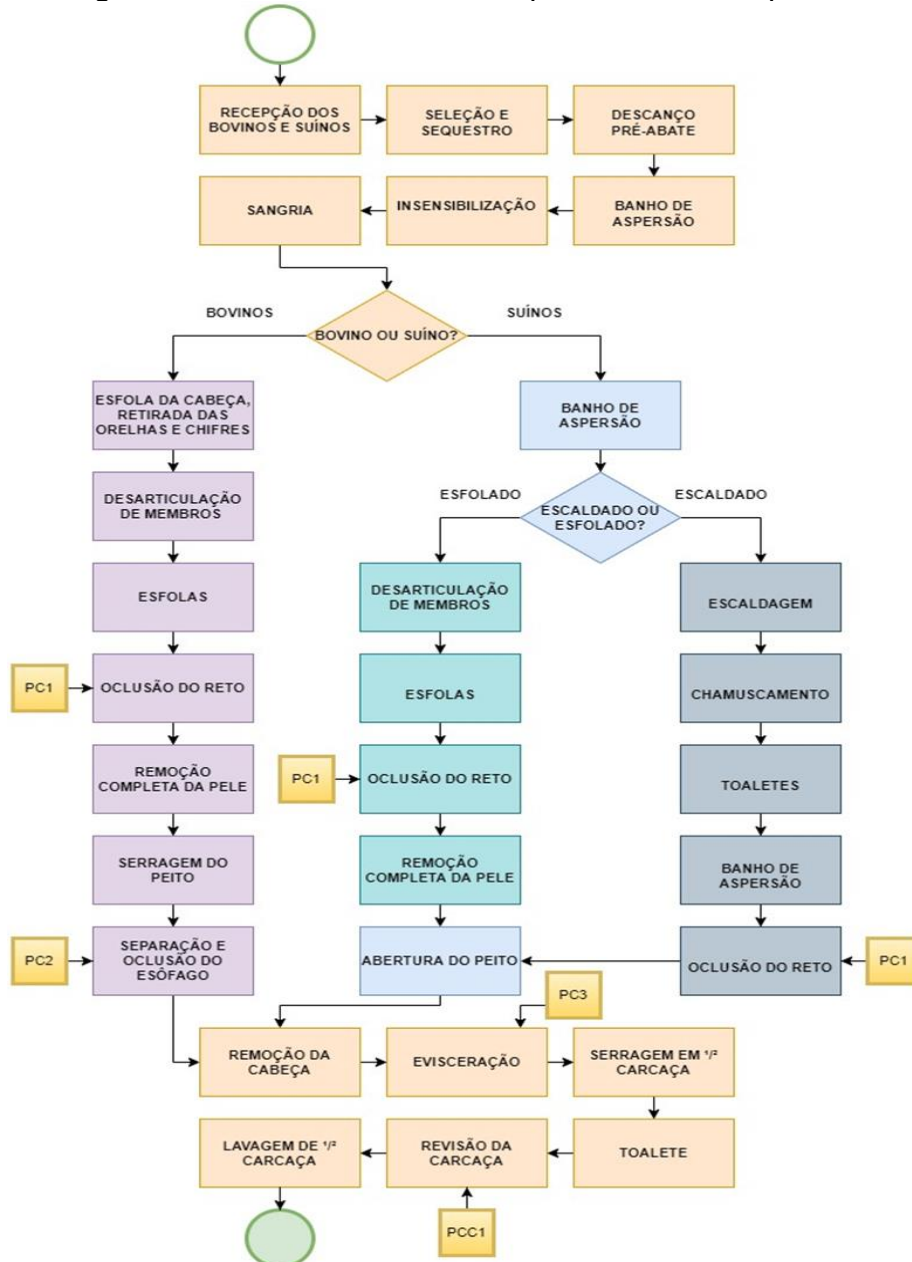 RECEPÇÃO DOS
BOVINOS E SUÍNOS
SELEÇÃO E
SEQUESTRO
DESCANÇO
PRÉ-ABATE
SANGRIA
INSENSIBILIZAÇÃO
BANHO DE
ASPERSÃO
BOVINOS
BOVINO OU SUÍNO?
SUÍNOS
ESFOLA DA CABEÇA,
RETIRADA DAS
ORELHAS E CHIFRES
BANHO DE
ASPERSÃO
DESARTICULAÇÃO
DE MEMBROS
ESFOLADO
ESCALDADO OU
ESFOLADO?
ESCALDADO
ESFOLAS
DESARTICULAÇÃO
DE MEMBROS
ESCALDAGEM
PC1
OCLUSÃO DO RETO
ESFOLAS
CHAMUSCAMENTO
REMOÇÃO
COMPLETA DA PELE
PC1
OCLUSÃO DO RETO
TOALETES
SERRAGEM DO
PEITO
REMOÇÃO
COMPLETA DA PELE
BANHO DE
ASPERSÃO
PC2
SEPARAÇÃO E
OCLUSÃO DO
ESÔFAGO
ABERTURA DO PEITO
OCLUSÃO DO RETO
PC1
PC3
REMOÇÃO DA
CABEÇA
EVISCERAÇÃO
SERRAGEM EM ¹/²
CARCAÇA
LAVAGEM DE ¹/²
CARCAÇA
REVISÃO DA
CARCAÇA
TOALETE
PCC1